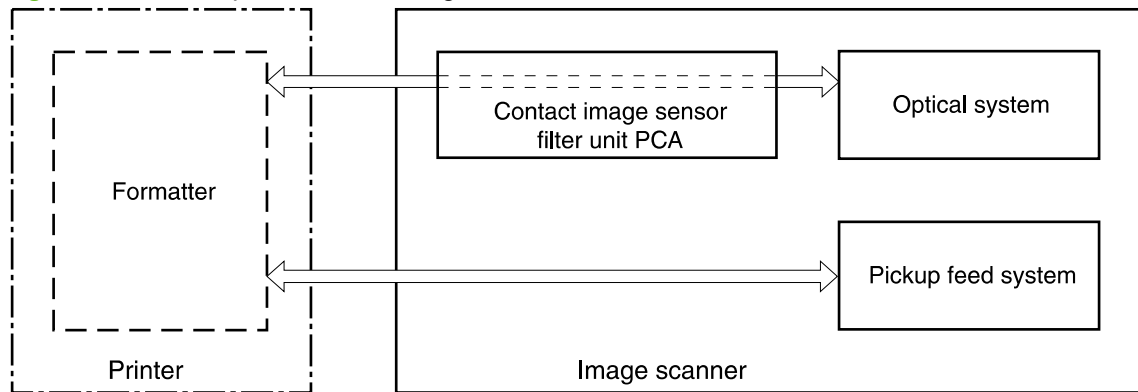 Contact image sensor
filter unit PCA
Optical system
Formatter
Pickup feed system
Printer
Image scanner